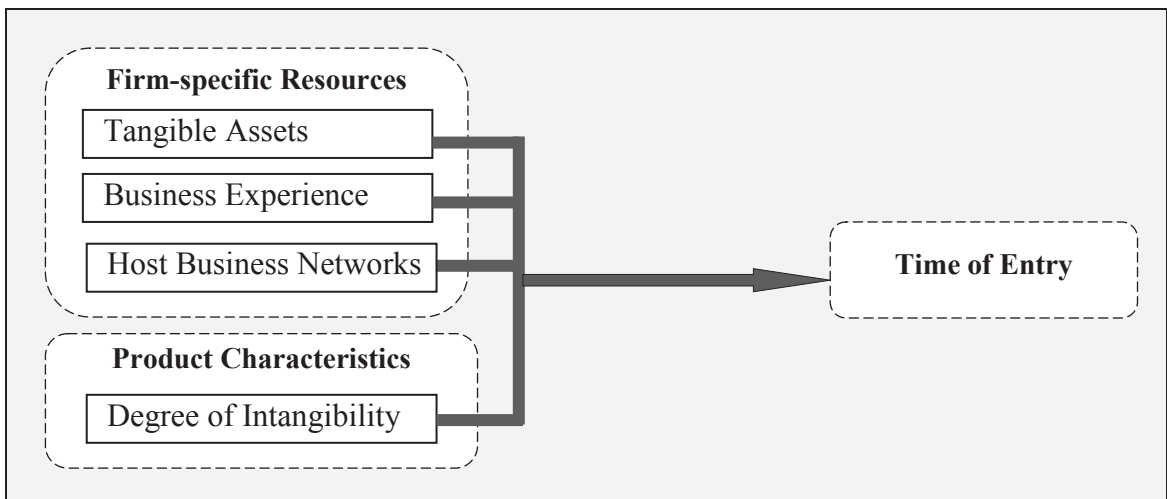 Firm-specific Resources
Tangible Assets
Business Experience
Host Business Networks
Product Characteristics
Degree of Intangibility
Time of Entry